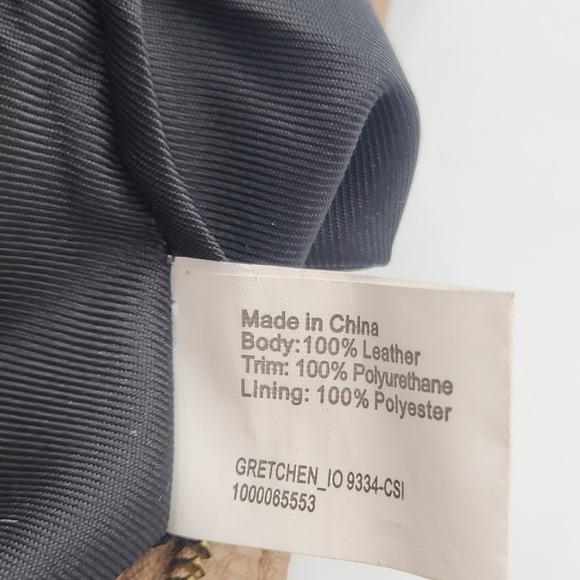 Made in China
Body:100% Leather
Trim: 100% Polyurethane
Lining: 100% Polyester
GRETCHEN_IO 9334-CSI
1000065553